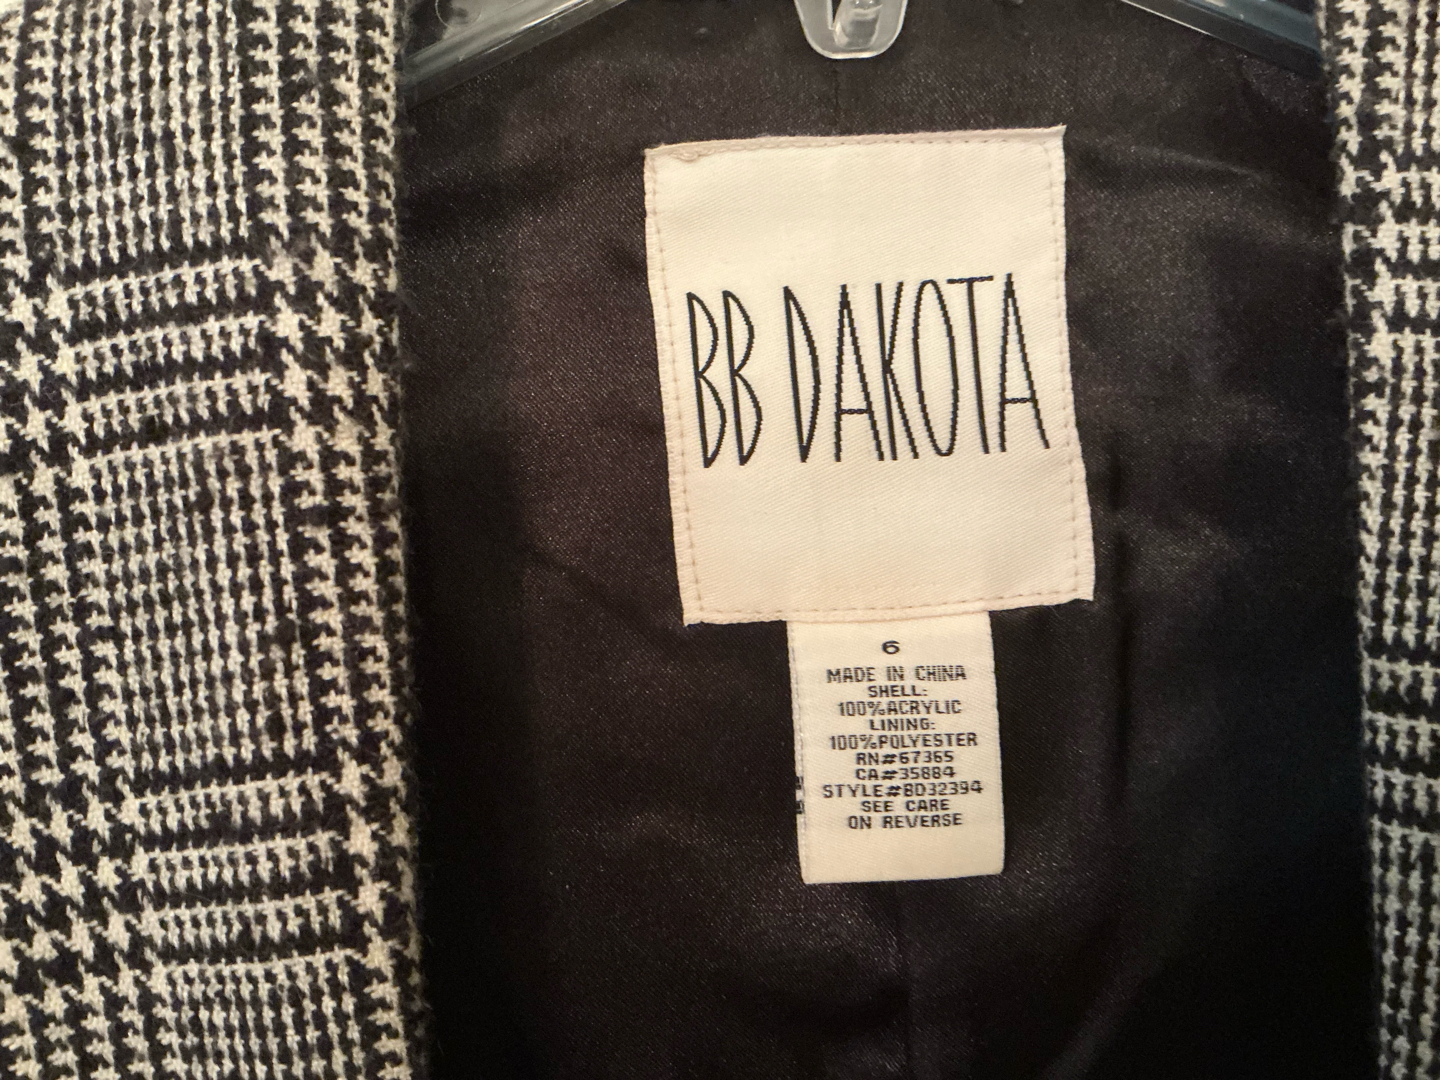 BB DAKOTA
6
MADE IN CHINA
SHELL:
100%ACRYLIC
LINING:
100%POLYESTER
RN#67365
CA#35884
STYLE#BD32394
SEE CARE
ON REVERSE